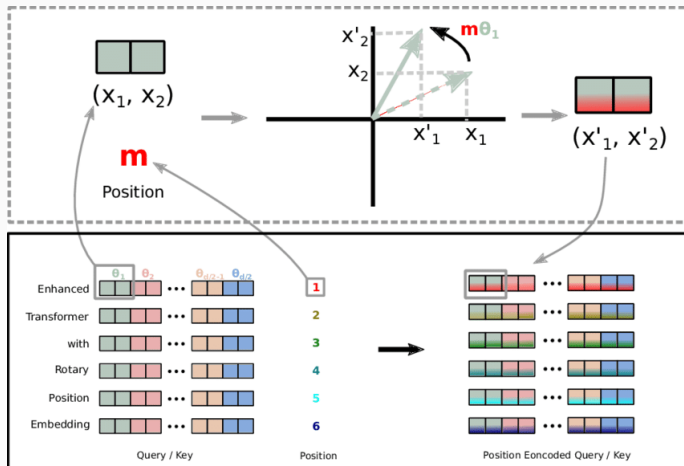 (x₁, x₂)
m
Position
mθ₁
x'₂
x₂
x'₁ x₁
(x'₁, x'₂)
θ₁ θ₂ θd/2-1 θd/2
Enhanced 1
Transformer 2
with 3
Rotary 4
Position 5
Embedding 6
Query / Key Position Position Eoncoded Query / Key